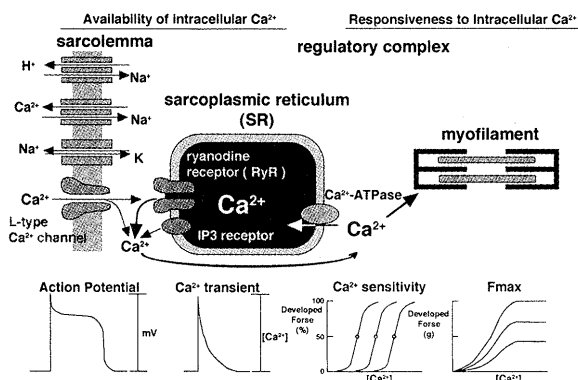 Availability of intracellular Ca²⁺
Responsiveness to Intracellular Ca²⁺
sarcolemma
regulatory complex
H⁺
Na⁺
Ca²⁺
Na⁺
Na⁺
K
Ca²⁺
L-type
Ca²⁺ channel
Ca²⁺
sarcoplasmic reticulum
(SR)
ryanodine
receptor ( RyR )
Ca²⁺
IP3 receptor
Ca²⁺-ATPase
Ca²⁺
myofilament
Action Potential
mV
Ca²⁺ transient
[Ca²⁺]
Ca²⁺ sensitivity
Developed
Forse
(%)
100
50
0
[Ca²⁺]
Fmax
Developed
Forse
(g)
[Ca²⁺]